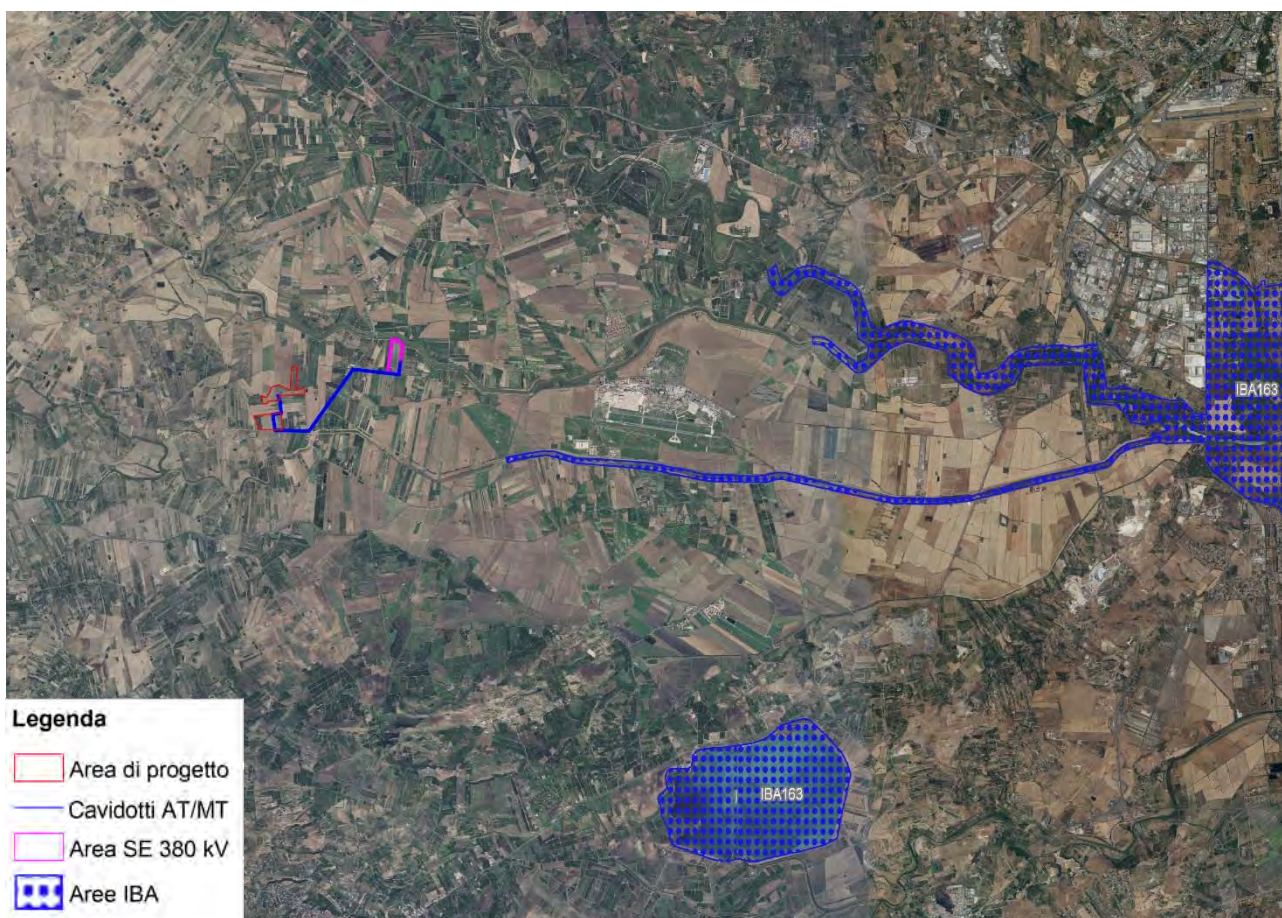 IBA163
IBA163
Legenda
Area di progetto
Cavidotti AT/MT
Area SE 380 kV
Aree IBA